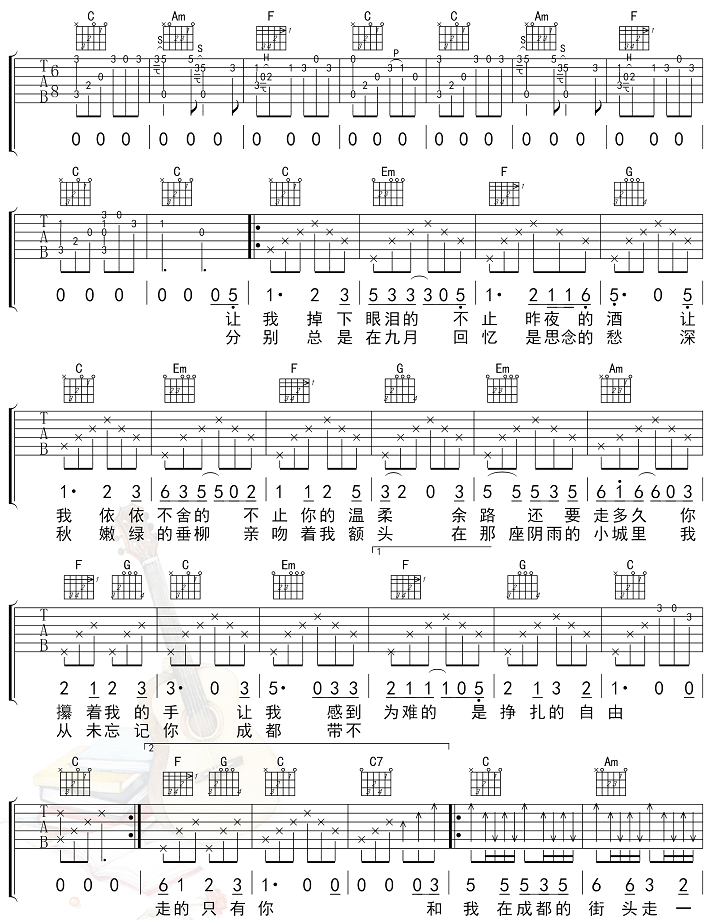 C Am F C C Am F
T A B 6 8
0 0 0 0 0 0 0 0 0 0 0 0 0 0 0 0 0 0 0 0 0
C C C Em F G
0 0 0 0 0 0 5 1· 2 3 5 3 3 3 0 5 1· 2 1 1 6 5· 0 5
让 我 掉 下 眼 泪 的 不 止 昨 夜 的 酒 让
分 别 总 是 在 九 月 回 忆 是 思 念 的 愁 深
C Em F G Em Am
1· 2 3 6 3 5 5 0 2 1 1 2 5 3 2 0 3 5 5 5 3 5 6 1 6 6 0 3
我 依 依 不 舍 的 不 止 你 的 温 柔 余 路 还 要 走 多 久 你
秋 嫩 绿 的 垂 柳 亲 吻 着 我 额 头 在 那 座 阴 雨 的 小 城 里 我
1
F G C Em F G C
2 1 2 3 3· 0 3 5· 0 3 3 2 1 1 1 0 5 2 1 3 2 1· 0 0
攥 着 我 的 手 让 我 感 到 为 难 的 是 挣 扎 的 自 由
从 未 忘 记 你 成 都 带 不
2
C F G C C7 C Am
0 0 0 6 1 2 3 1· 0 0 0 0 0 3 5 5 5 5 3 6 6 3 2
走 的 只 有 你 和 我 在 成 都 的 街 头 走 一